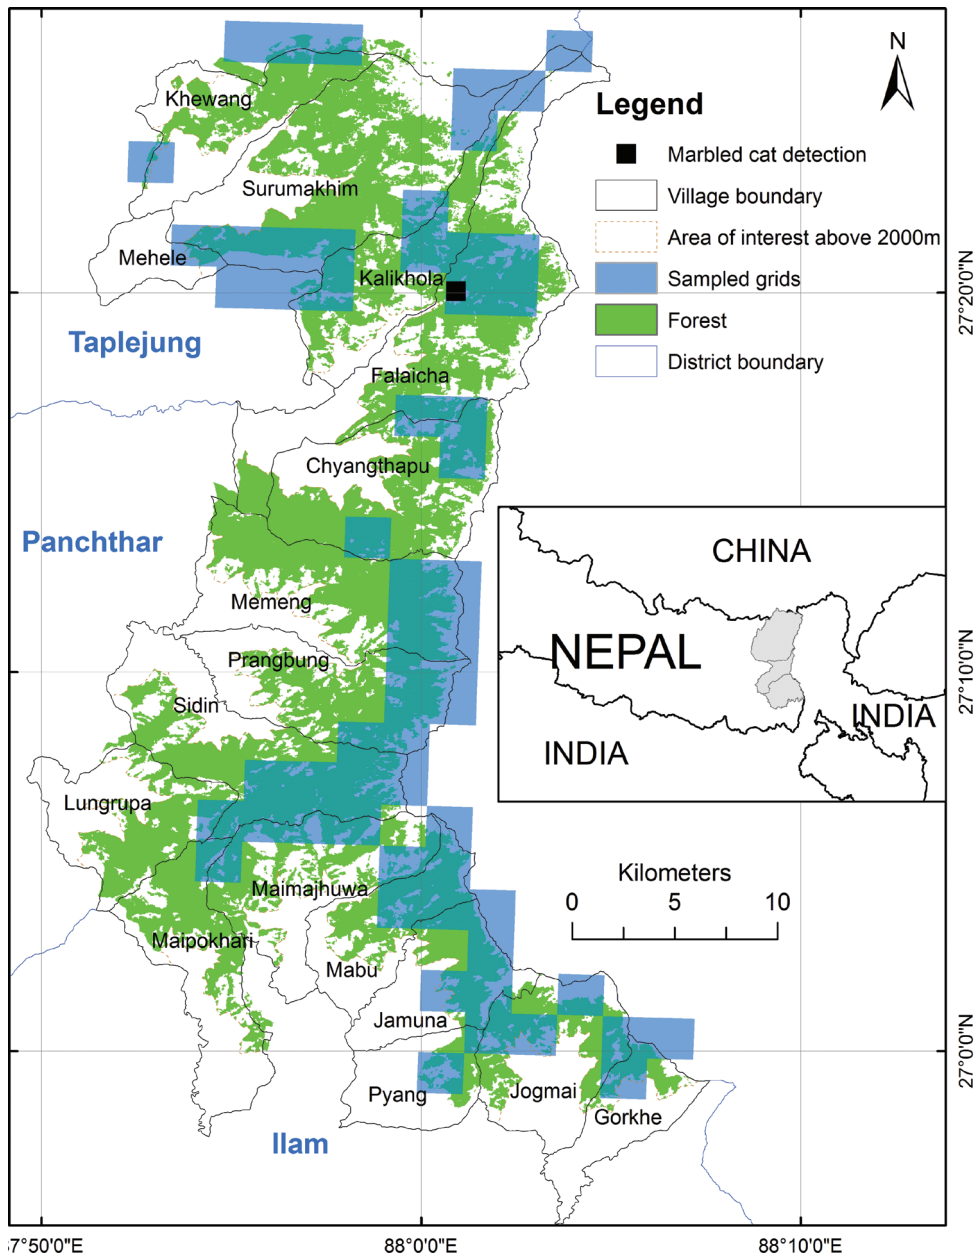 N
Khewang
Legend
Marbled cat detection
Surumakhim
Village boundary
Mehele
Area of interest above 2000m
Kalikhola
Sampled grids
27°20'0"N
Forest
Taplejung
District boundary
Falaicha
Chyangthapu
Panchthar
CHINA
Memeng
NEPAL
Prangbung
27°10'0"N
Sidin
INDIA
INDIA
Lungrupa
Kilometers
Maimajhuwa
0 5 10
Maipokhari
Mabu
Jamuna
27°0'0"N
Pyang
Jogmai
Gorkhe
Ilam
37°50'0"E 88°0'0"E 88°10'0"E